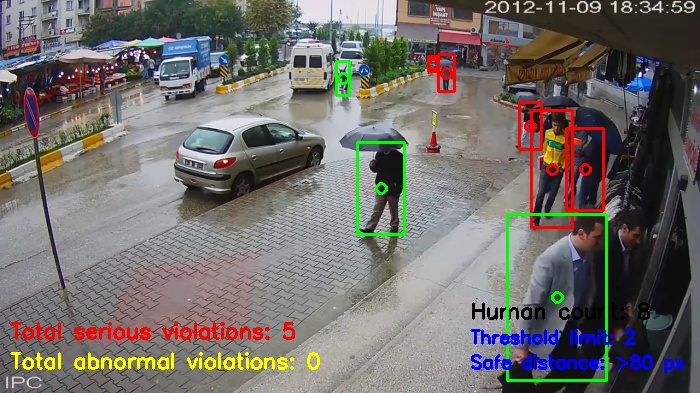 2012-11-09 18:34:59
YAPI
İNŞAAT
Human count: 8
Total serious violations: 5
Threshold limit: 2
Total abnormal violations: 0
Safe distance: >80 px
IPC